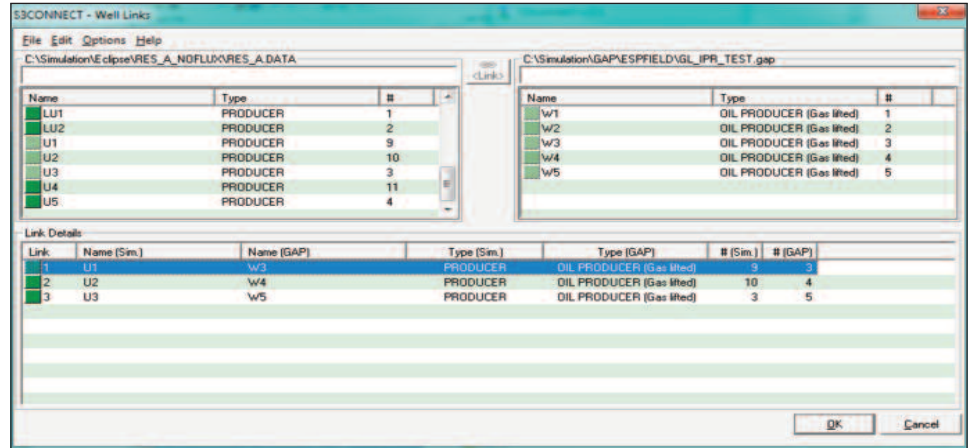 S3CONNECT - Well Links
File Edit Options Help
C:\Simulation\Eclipse\RES_A_NOFLUX\RES_A.DATA
<Link>
C:\Simulation\GAP\ESPFIELD\GL_IPR_TEST.gap
Name Type #
LU1 PRODUCER 1
LU2 PRODUCER 2
U1 PRODUCER 9
U2 PRODUCER 10
U3 PRODUCER 3
U4 PRODUCER 11
U5 PRODUCER 4
Name Type #
W1 OIL PRODUCER (Gas lifted) 1
W2 OIL PRODUCER (Gas lifted) 2
W3 OIL PRODUCER (Gas lifted) 3
W4 OIL PRODUCER (Gas lifted) 4
W5 OIL PRODUCER (Gas lifted) 5
Link Details
Link Name (Sim.) Name (GAP) Type (Sim.) Type (GAP) # (Sim.) # (GAP)
1 U1 W3 PRODUCER OIL PRODUCER (Gas lifted) 9 3
2 U2 W4 PRODUCER OIL PRODUCER (Gas lifted) 10 4
3 U3 W5 PRODUCER OIL PRODUCER (Gas lifted) 3 5
OK Cancel